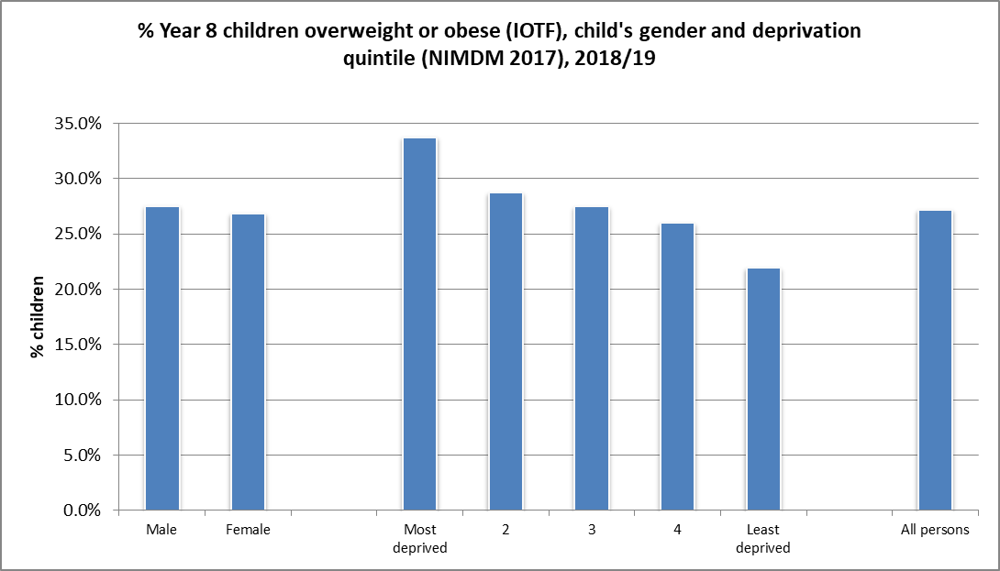 % Year 8 children overweight or obese (IOTF), child's gender and deprivation
quintile (NIMDM 2017), 2018/19
35.0%
30.0%
25.0%
20.0%
15.0%
10.0%
5.0%
0.0%
% children
Male
Female
Most
deprived
2
3
4
Least
deprived
All persons